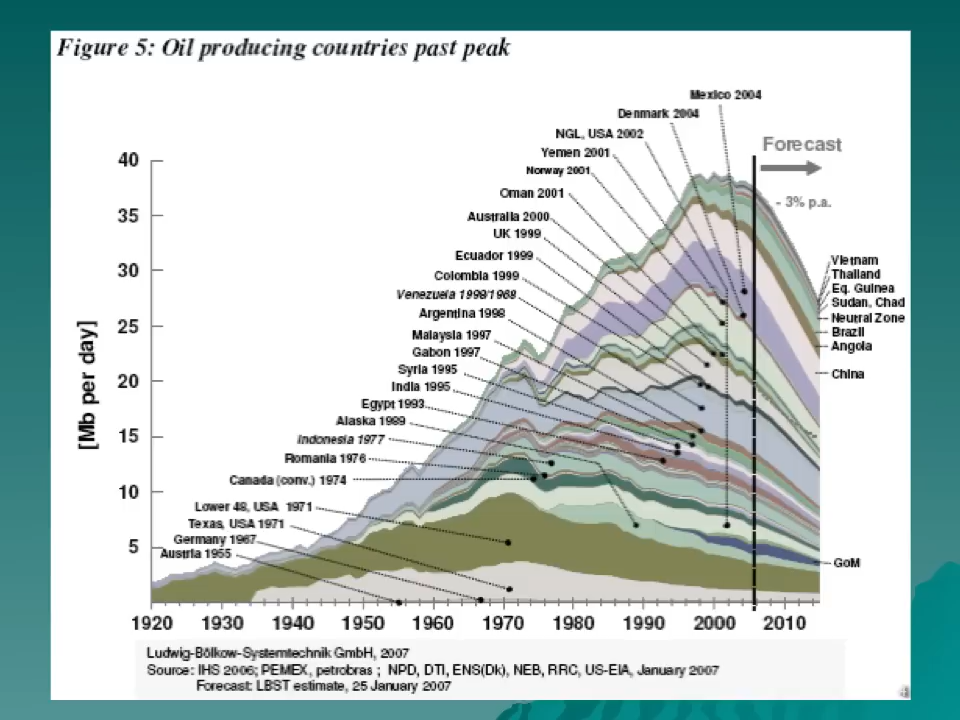 Figure 5: Oil producing countries past peak
Mexico 2004
Denmark 2004
NGL, USA 2002
Yemen 2001
Norway 2001
Oman 2001
Australia 2000
UK 1999
Ecuador 1999
Colombia 1999
Venezuela 1998/1968
Argentina 1998
Malaysia 1997
Gabon 1997
Syria 1995
India 1995
Egypt 1993
Alaska 1989
Indonesia 1977
Romania 1976
Canada (conv.) 1974
Lower 48, USA 1971
Texas, USA 1971
Germany 1967
Austria 1955
Forecast
- 3% p.a.
Vietnam
Thailand
Eq. Guinea
Sudan, Chad
Neutral Zone
Brazil
Angola
China
GoM
[Mb per day]
40
35
30
25
20
15
10
5
1920 1930 1940 1950 1960 1970 1980 1990 2000 2010
Ludwig-Bölkow-Systemtechnik GmbH, 2007
Source: IHS 2006; PEMEX, petrobras ; NPD, DTI, ENS(Dk), NEB, RRC, US-EIA, January 2007
Forecast: LBST estimate, 25 January 2007